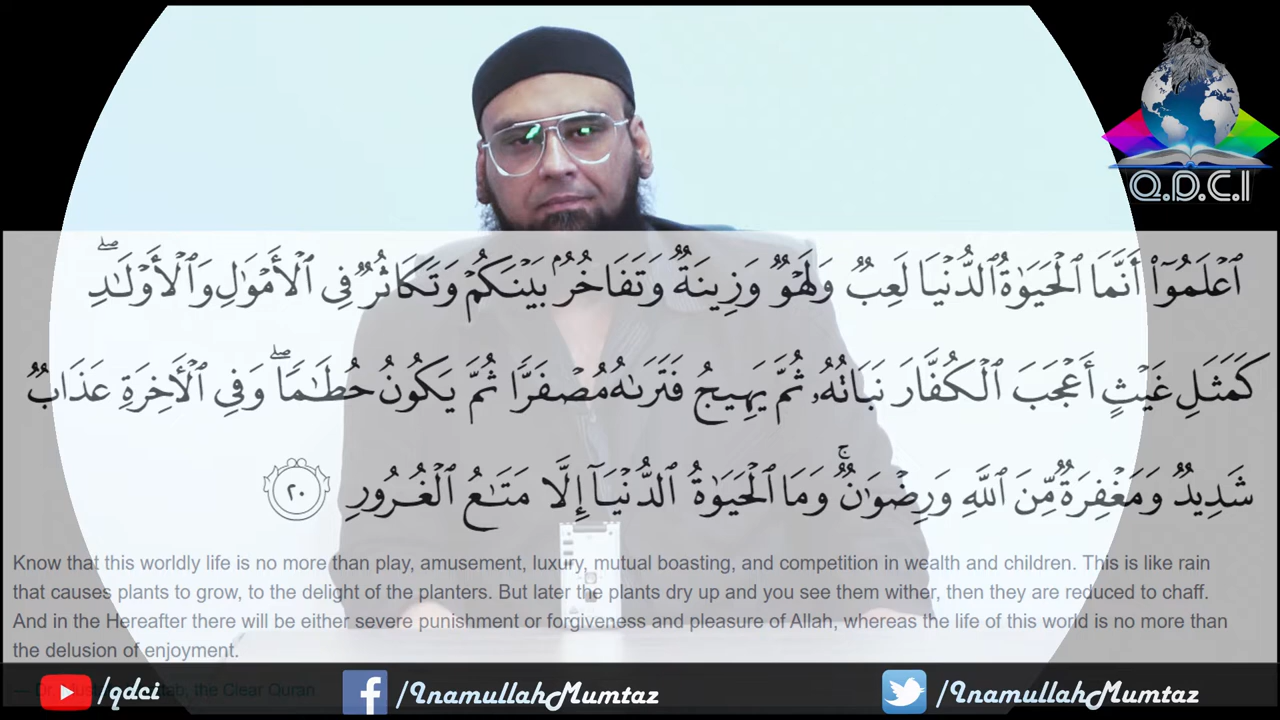 Q.D.C.I
ٱعْلَمُوٓا۟ أَنَّمَا ٱلْحَيَوٰةُ ٱلدُّنْيَا لَعِبٌ وَلَهْوٌ وَزِينَةٌ وَتَفَاخُرٌۢ بَيْنَكُمْ وَتَكَاثُرٌ فِى ٱلْأَمْوَٰلِ وَٱلْأَوْلَـٰدِ ۖ
كَمَثَلِ غَيْثٍ أَعْجَبَ ٱلْكُفَّارَ نَبَاتُهُۥ ثُمَّ يَهِيجُ فَتَرَىٰهُ مُصْفَرًّا ثُمَّ يَكُونُ حُطَـٰمًا ۖ وَفِى ٱلْـَٔاخِرَةِ عَذَابٌ
شَدِيدٌ وَمَغْفِرَةٌ مِّنَ ٱللَّهِ وَرِضْوَٰنٌ ۚ وَمَا ٱلْحَيَوٰةُ ٱلدُّنْيَآ إِلَّا مَتَـٰعُ ٱلْغُرُورِ ٢٠
Know that this worldly life is no more than play, amusement, luxury, mutual boasting, and competition in wealth and children. This is like rain
that causes plants to grow, to the delight of the planters. But later the plants dry up and you see them wither, then they are reduced to chaff.
And in the Hereafter there will be either severe punishment or forgiveness and pleasure of Allah, whereas the life of this world is no more than
the delusion of enjoyment.
— Dr. the Clear Quran
/qdci /InamullahMumtaz /InamullahMumtaz